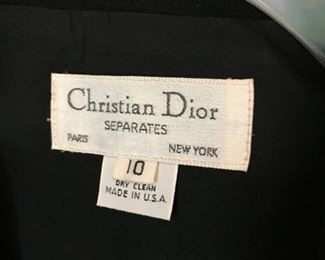 Christian Dior
SEPARATES
PARIS NEW YORK
10
DRY CLEAN
MADE IN U.S.A.